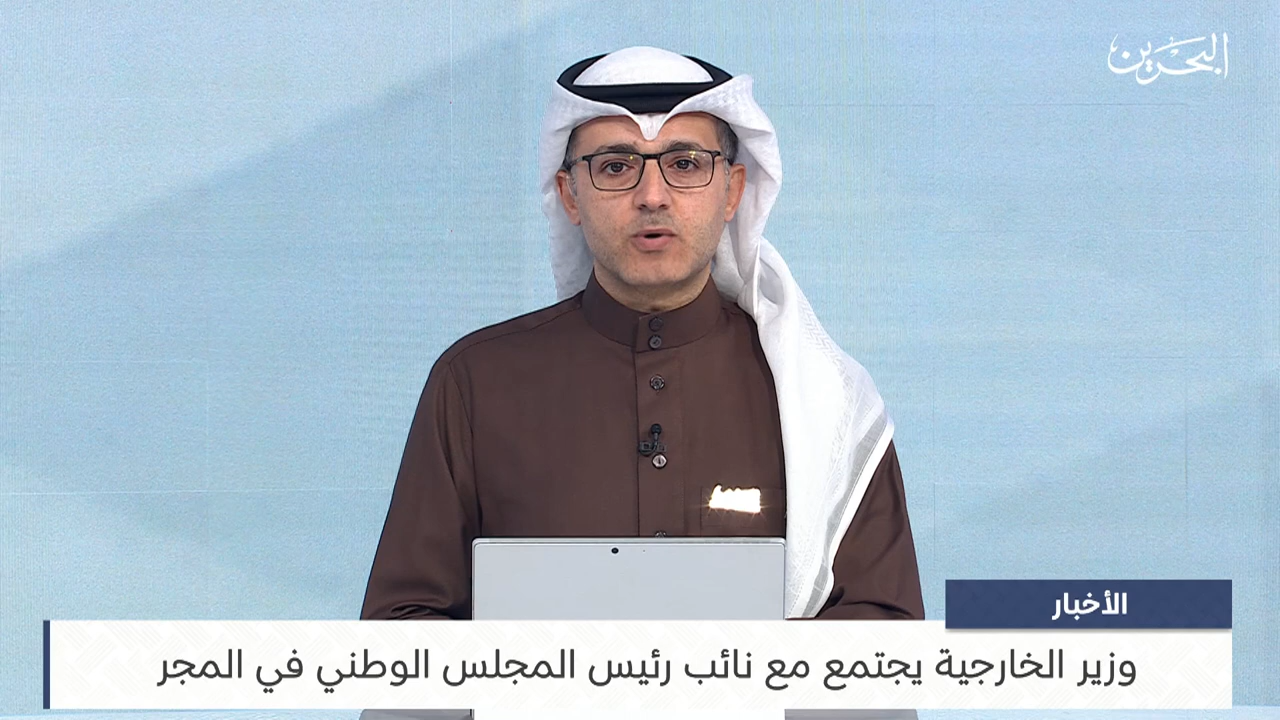 البحرين
الأخبار
وزير الخارجية يجتمع مع نائب رئيس المجلس الوطني في المجر